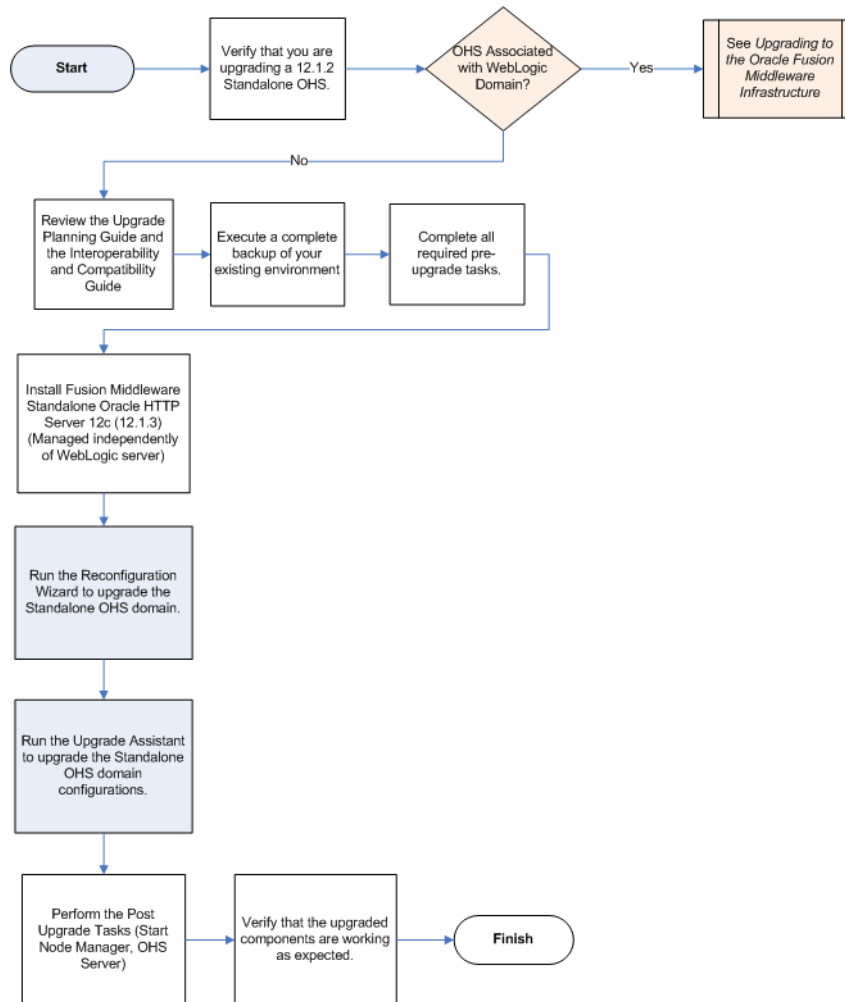 Start
Verify that you are
upgrading a 12.1.2
Standalone OHS.
OHS Associated
with WebLogic
Domain?
Yes
See Upgrading to
the Oracle Fusion
Middleware
Infrastructure
No
Review the Upgrade
Planning Guide and
the Interoperability
and Compatibility
Guide
Execute a complete
backup of your
existing environment
Complete all
required pre-
upgrade tasks.
Install Fusion Middleware
Standalone Oracle HTTP
Server 12c (12.1.3)
(Managed independently
of WebLogic server)
Run the Reconfiguration
Wizard to upgrade the
Standalone OHS domain.
Run the Upgrade Assistant
to upgrade the Standalone
OHS domain
configurations.
Perform the Post
Upgrade Tasks (Start
Node Manager, OHS
Server)
Verify that the upgraded
components are working
as expected.
Finish